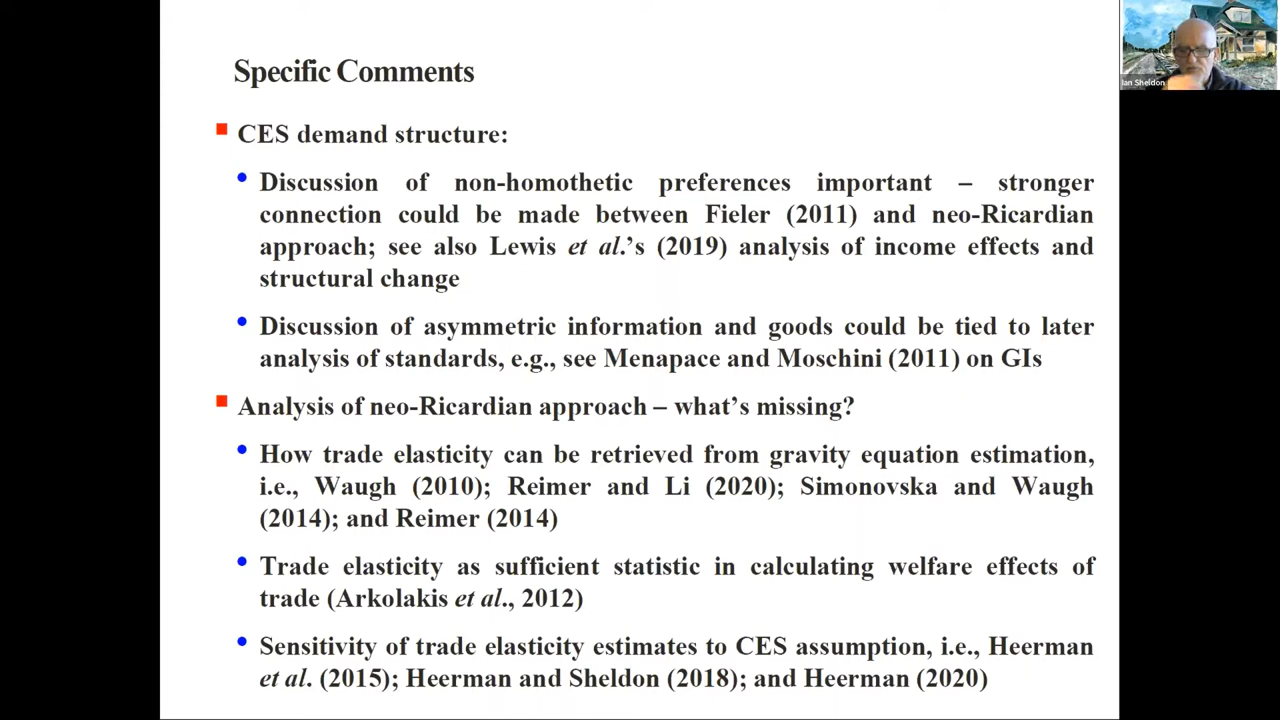 Specific Comments
CES demand structure:
Discussion of non-homothetic preferences important – stronger
connection could be made between Fieler (2011) and neo-Ricardian
approach; see also Lewis et al.’s (2019) analysis of income effects and
structural change
Discussion of asymmetric information and goods could be tied to later
analysis of standards, e.g., see Menapace and Moschini (2011) on GIs
Analysis of neo-Ricardian approach – what’s missing?
How trade elasticity can be retrieved from gravity equation estimation,
i.e., Waugh (2010); Reimer and Li (2020); Simonovska and Waugh
(2014); and Reimer (2014)
Trade elasticity as sufficient statistic in calculating welfare effects of
trade (Arkolakis et al., 2012)
Sensitivity of trade elasticity estimates to CES assumption, i.e., Heerman
et al. (2015); Heerman and Sheldon (2018); and Heerman (2020)
Ian Sheldon